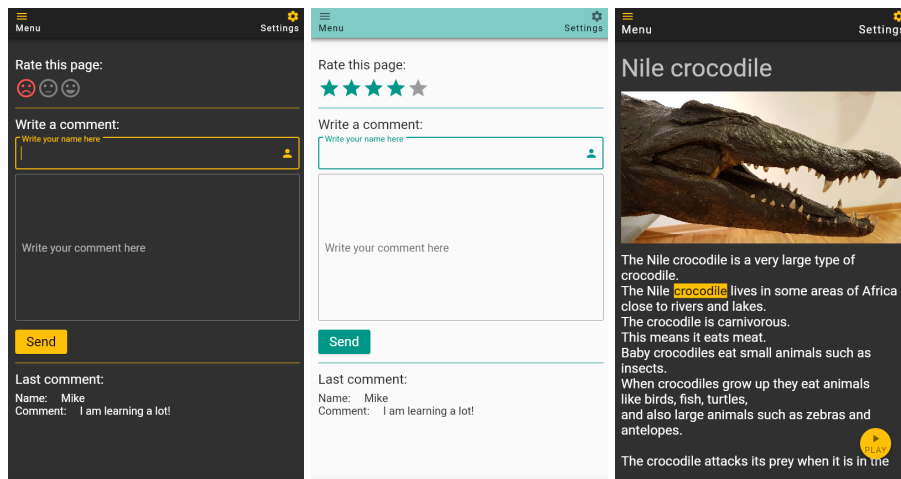 Menu
Settings
Rate this page:
Write a comment:
Write your name here
Write your comment here
Send
Last comment:
Name: Mike
Comment: I am learning a lot!
Menu
Settings
Rate this page:
Write a comment:
Write your name here
Write your comment here
Send
Last comment:
Name: Mike
Comment: I am learning a lot!
Menu
Setting
Nile crocodile
The Nile crocodile is a very large type of
crocodile.
The Nile crocodile lives in some areas of Africa
close to rivers and lakes.
The crocodile is carnivorous.
This means it eats meat.
Baby crocodiles eat small animals such as
insects.
When crocodiles grow up they eat animals
like birds, fish, turtles,
and also large animals such as zebras and
antelopes.
PLAY
The crocodile attacks its prey when it is in the